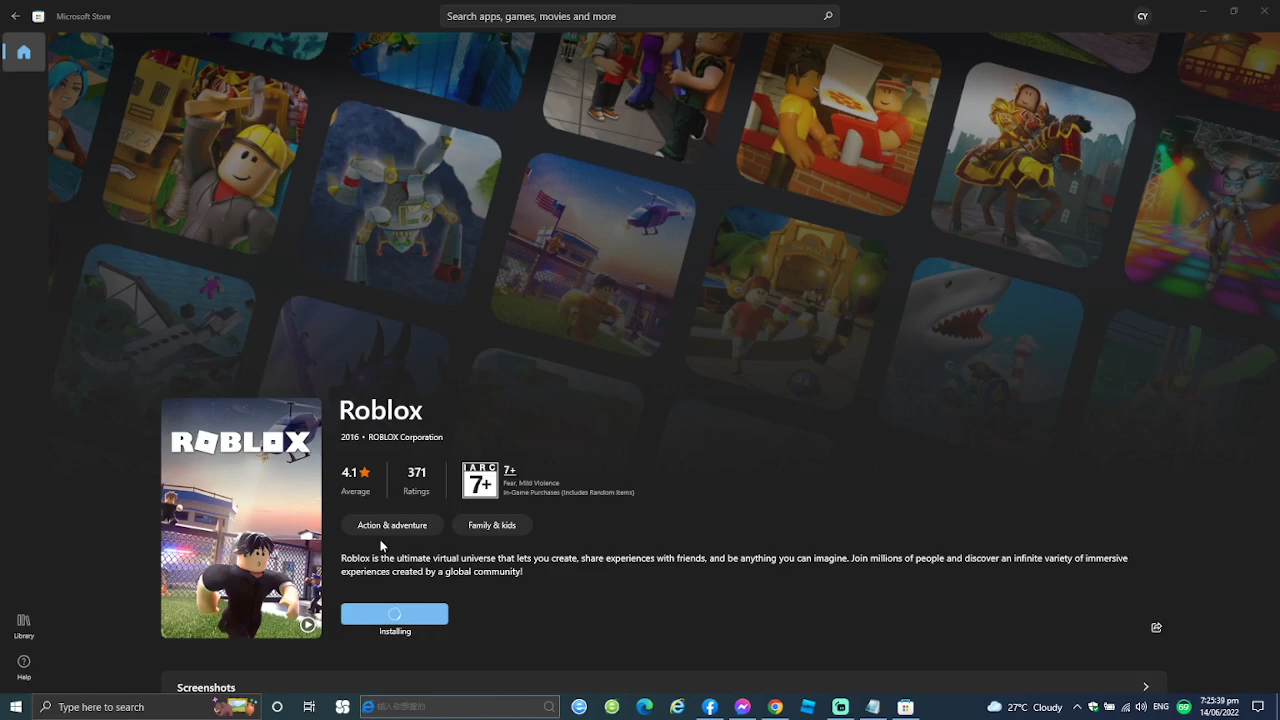 Microsoft Store
Search apps, games, movies and more
CY
ROBLOX
Roblox
2016 • ROBLOX Corporation
4.1
Average
371
Ratings
IARC
7+
7+
Fear, Mild Violence
In-Game Purchases (Includes Random Items)
Action & adventure
Family & kids
Roblox is the ultimate virtual universe that lets you create, share experiences with friends, and be anything you can imagine. Join millions of people and discover an infinite variety of immersive
experiences created by a global community!
Installing
Library
Help
Screenshots
Type here to search
27°C Cloudy
ENG
7:23:39 pm
14/06/2022